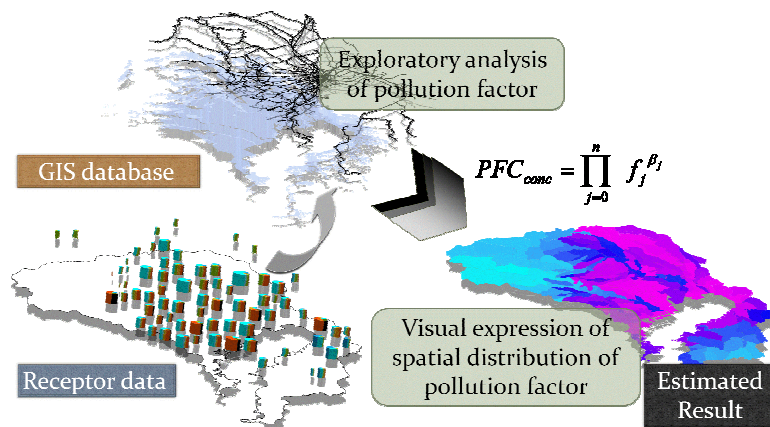 Exploratory analysis
of pollution factor
GIS database
PFC_conc = ∏_{j=0}^{n} f_j^{β_j}
Visual expression of
spatial distribution of
pollution factor
Receptor data
Estimated
Result